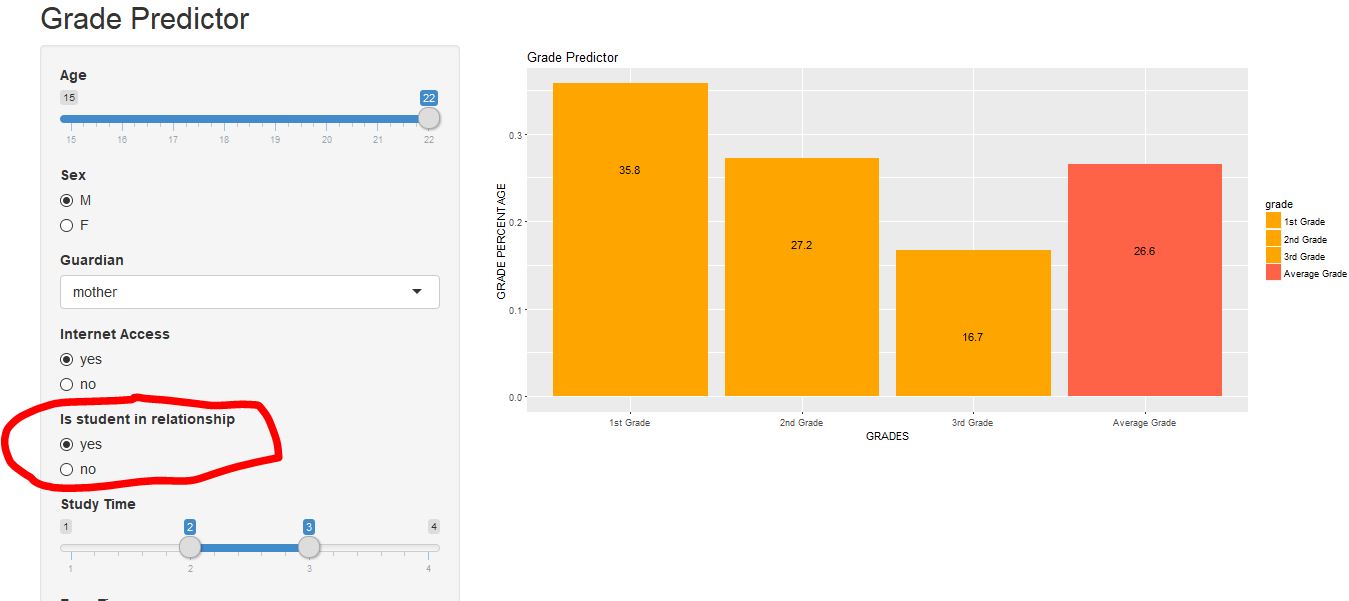 Grade Predictor
Age
15 22
15 16 17 18 19 20 21 22
Sex
M
F
Guardian
mother
Internet Access
yes
no
Is student in relationship
yes
no
Study Time
1 2 3 4
1 2 3 4
Grade Predictor
GRADE PERCENTAGE
0.3
0.2
0.1
0.0
35.8
27.2
16.7
26.6
1st Grade 2nd Grade 3rd Grade Average Grade
GRADES
grade
1st Grade
2nd Grade
3rd Grade
Average Grade